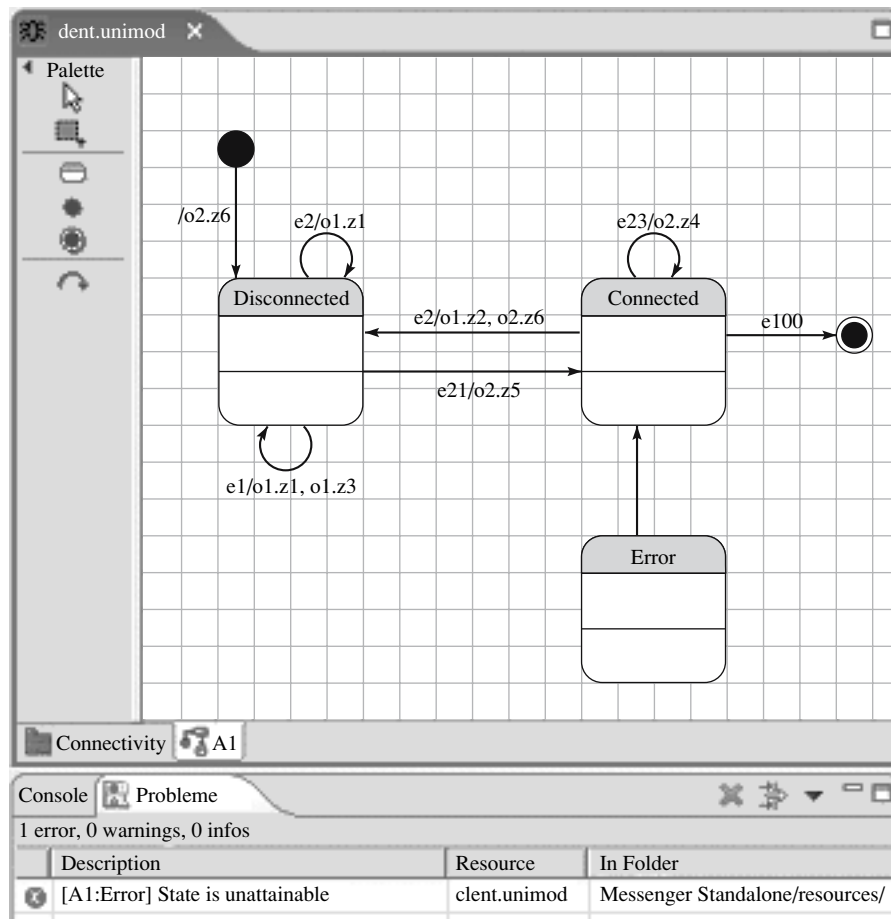 dent.unimod
Palette
/o2.z6
e2/o1.z1
e23/o2.z4
Disconnected
Connected
e2/o1.z2, o2.z6
e100
e21/o2.z5
e1/o1.z1, o1.z3
Error
Connectivity
A1
Console
Probleme
1 error, 0 warnings, 0 infos
Description Resource In Folder
[A1:Error] State is unattainable clent.unimod Messenger Standalone/resources/